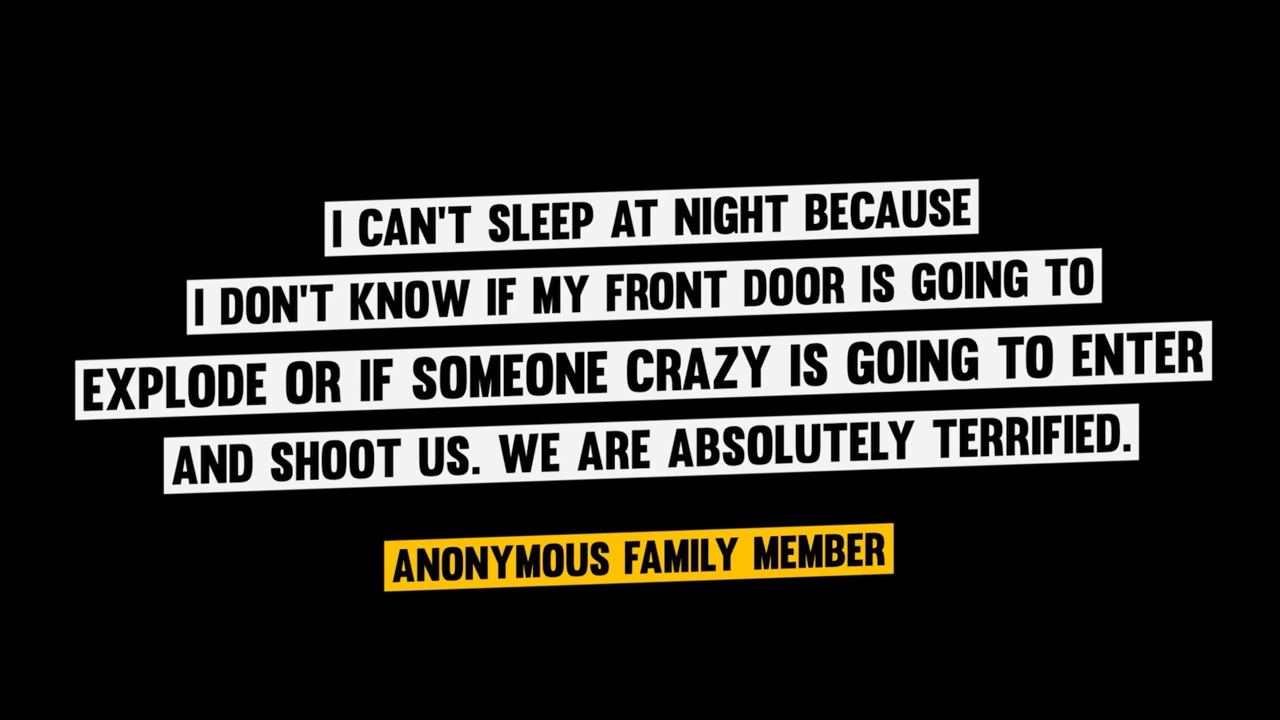 I CAN'T SLEEP AT NIGHT BECAUSE
I DON'T KNOW IF MY FRONT DOOR IS GOING TO
EXPLODE OR IF SOMEONE CRAZY IS GOING TO ENTER
AND SHOOT US. WE ARE ABSOLUTELY TERRIFIED.
ANONYMOUS FAMILY MEMBER